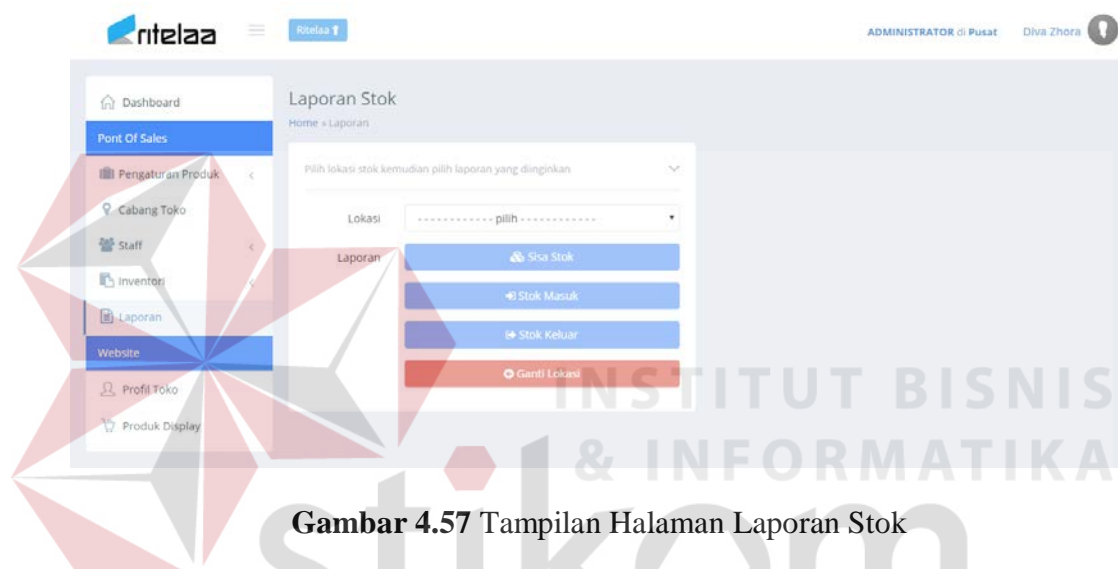 ritelaa
Ritelaa
ADMINISTRATOR di Pusat
Diva Zhora
Dashboard
Pont Of Sales
Pengaturan Produk
Cabang Toko
Staff
Inventori
Laporan
Website
Profil Toko
Produk Display
Laporan Stok
Home » Laporan
Pilih lokasi stok kemudian pilih laporan yang diinginkan
Lokasi
- - - - - - - - - - - - pilih - - - - - - - - - - - -
Laporan
Sisa Stok
Stok Masuk
Stok Keluar
Ganti Lokasi
INSTITUT BISNIS
& INFORMATIKA
stikom
Gambar 4.57 Tampilan Halaman Laporan Stok